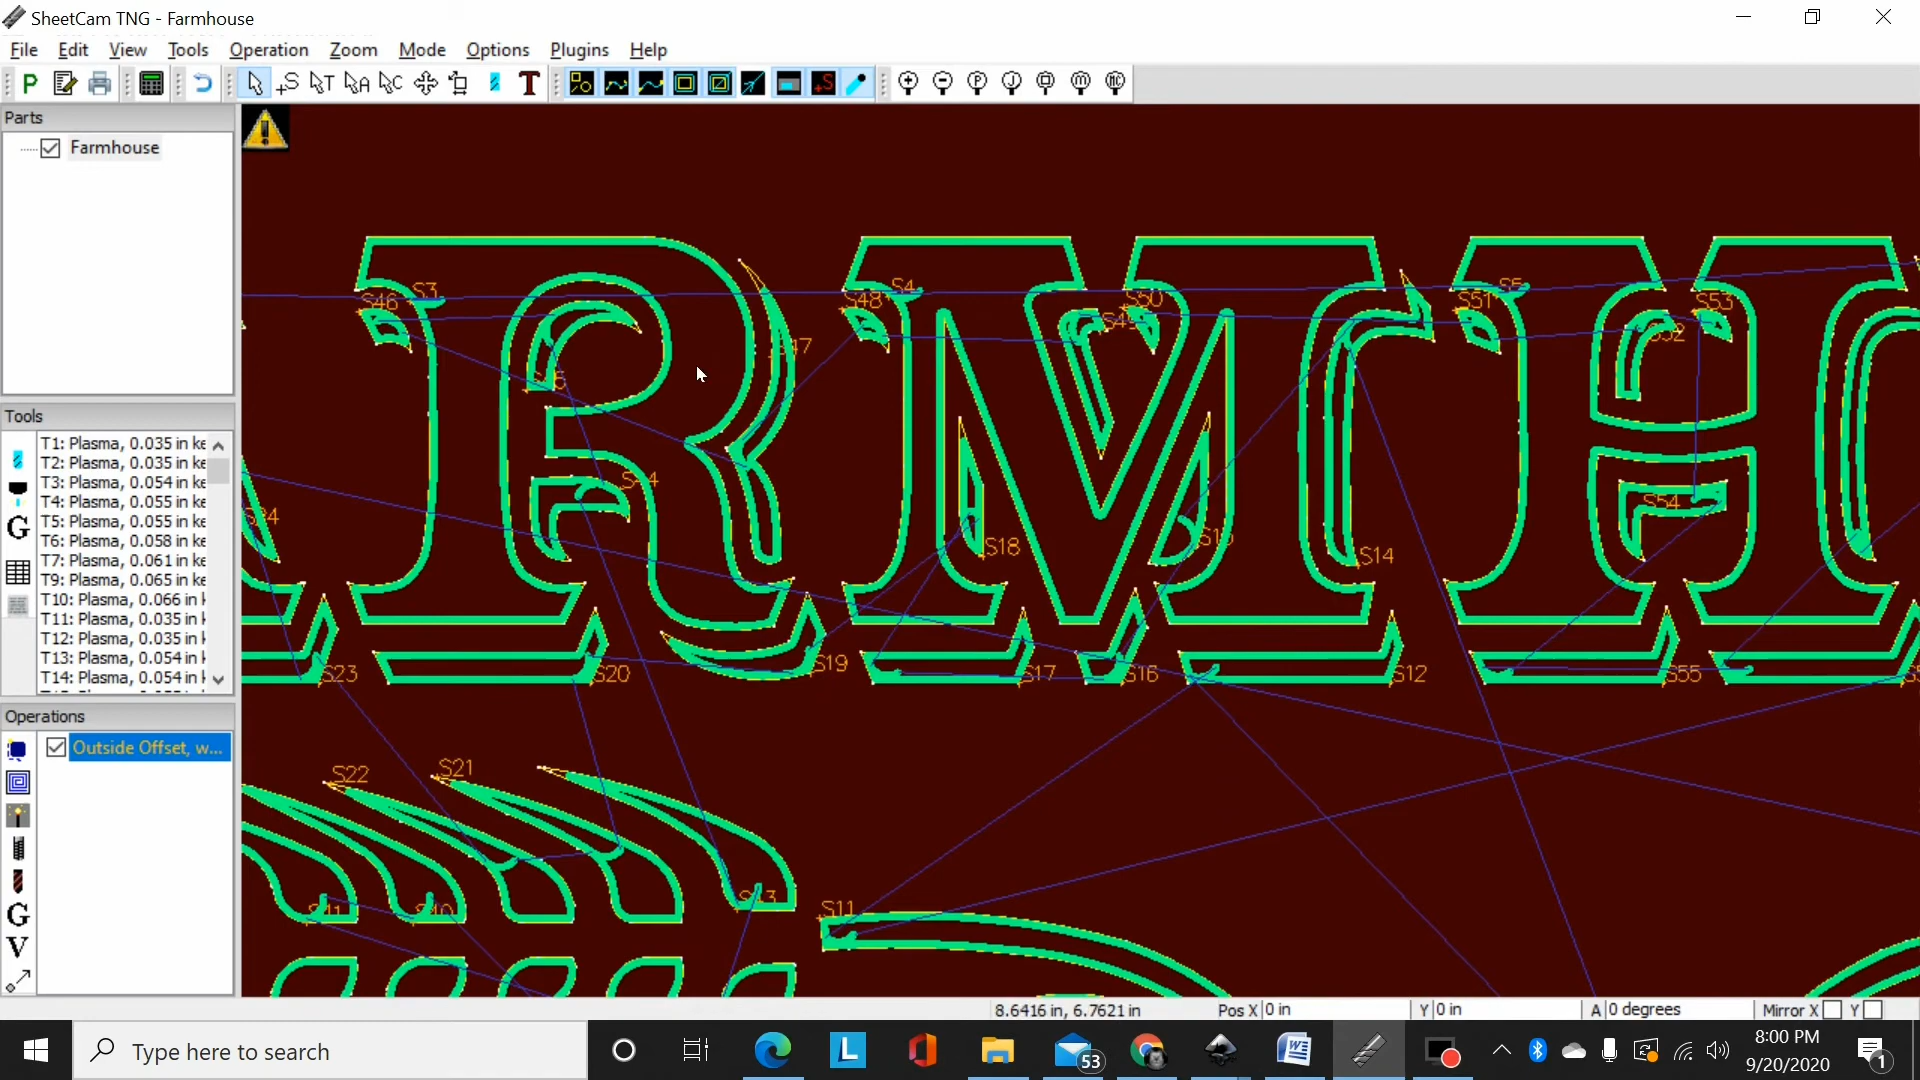 SheetCam TNG - Farmhouse
File Edit View Tools Operation Zoom Mode Options Plugins Help
Parts
Farmhouse
Tools
T1: Plasma, 0.035 in ke
T2: Plasma, 0.035 in ke
T3: Plasma, 0.054 in ke
T4: Plasma, 0.055 in ke
T5: Plasma, 0.055 in ke
T6: Plasma, 0.058 in ke
T7: Plasma, 0.061 in ke
T9: Plasma, 0.065 in ke
T10: Plasma, 0.066 in
T11: Plasma, 0.035 in
T12: Plasma, 0.035 in
T13: Plasma, 0.054 in
T14: Plasma, 0.054 in
Operations
Outside Offset, w...
RMH
S46 S3 S48 S4 S50 S51 S5 S53
S44 S54
S18 S14
S23 S20 S19 S17 S16 S12 S55
S22 S21
S11
8.6416 in, 6.7621 in Pos X 0 in Y 0 in A 0 degrees Mirror X Y
Type here to search
53
8:00 PM
9/20/2020
1